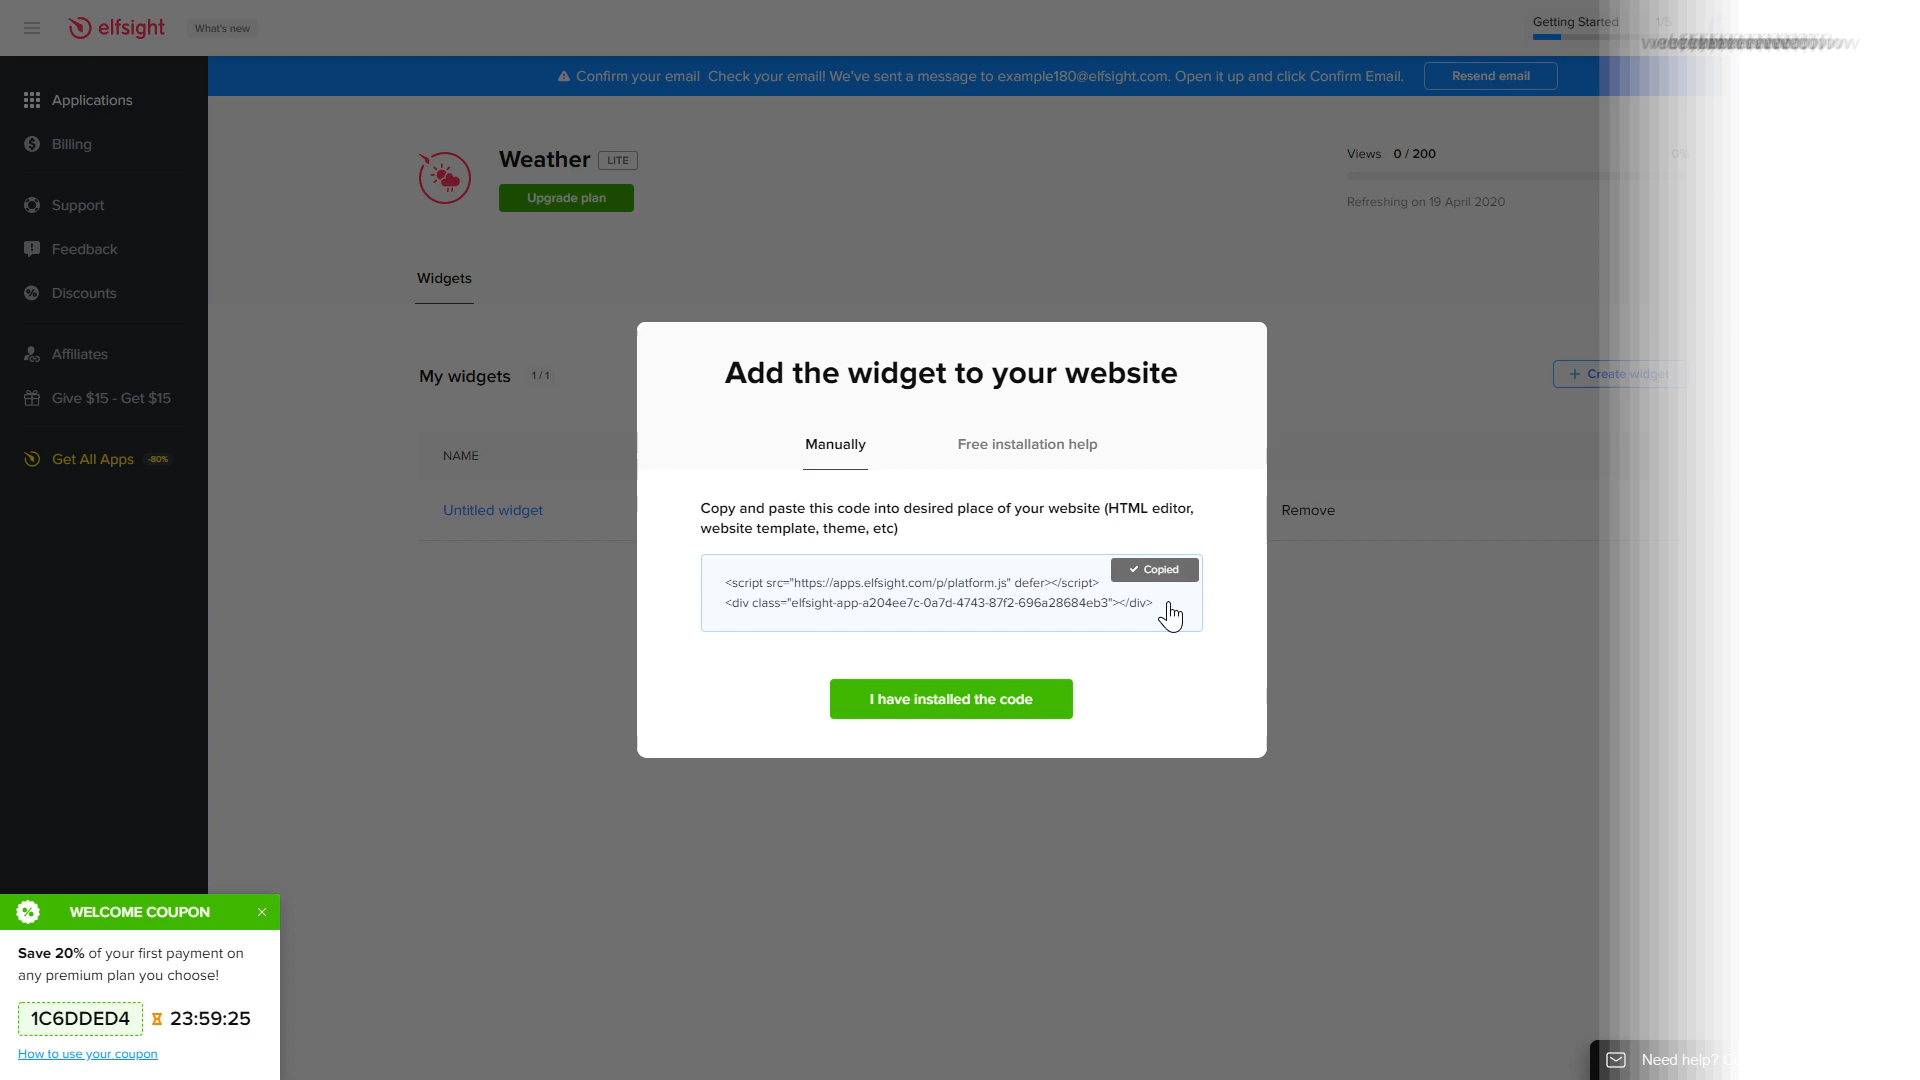 elfsight
What's new
Getting Started
1/5
Confirm your email Check your email! We've sent a message to example180@elfsight.com. Open it up and click Confirm Email.
Resend email
Applications
Billing
Support
Feedback
Discounts
Affiliates
Give $15 - Get $15
Get All Apps -80%
Weather LITE
Upgrade plan
Views 0 / 200
0%
Refreshing on 19 April 2020
Widgets
My widgets 1 / 1
+ Create widget
NAME
Untitled widget
Remove
Add the widget to your website
Manually
Free installation help
Copy and paste this code into desired place of your website (HTML editor,
website template, theme, etc)
Copied
<script src="https://apps.elfsight.com/p/platform.js" defer></script>
<div class="elfsight-app-a204ee7c-0a7d-4743-87f2-696a28684eb3"></div>
I have installed the code
WELCOME COUPON
Save 20% of your first payment on
any premium plan you choose!
1C6DDED4 23:59:25
How to use your coupon
Need help?